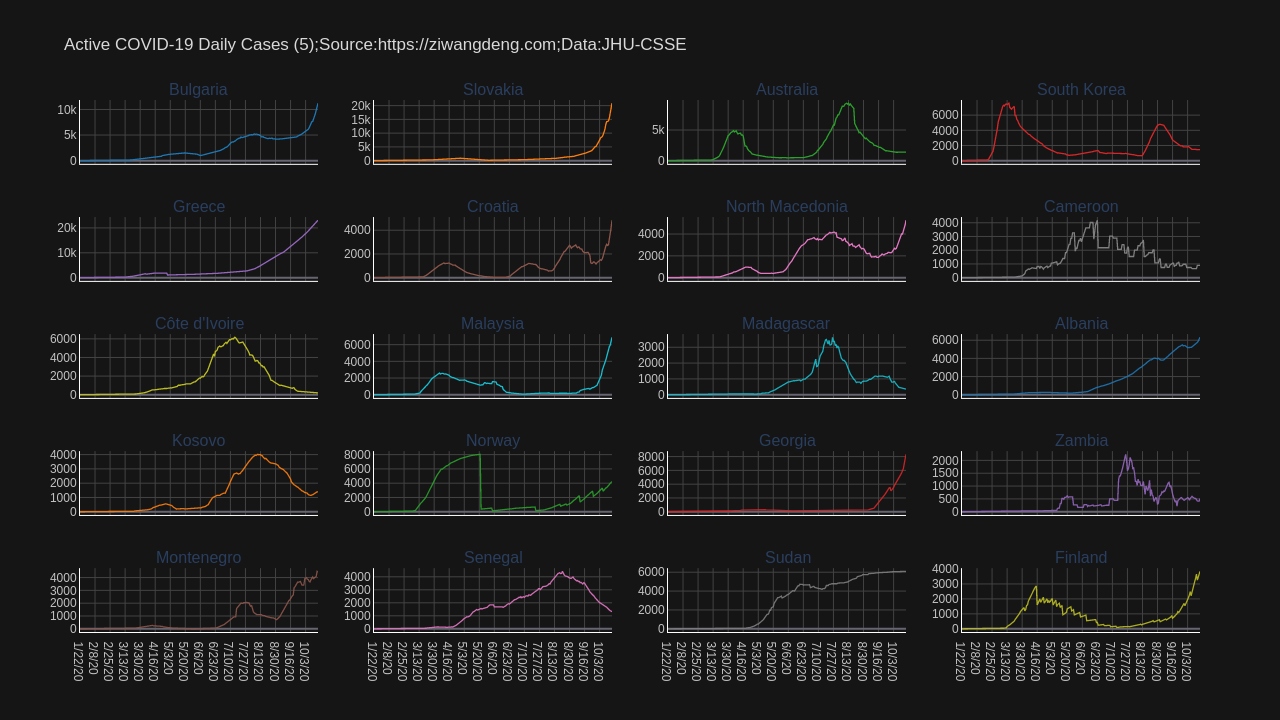 Active COVID-19 Daily Cases (5);Source:https://ziwangdeng.com;Data:JHU-CSSE
Bulgaria
10k
5k
0
Slovakia
20k
15k
10k
5k
0
Australia
5k
0
South Korea
6000
4000
2000
0
Greece
20k
10k
0
Croatia
4000
2000
0
North Macedonia
4000
2000
0
Cameroon
4000
3000
2000
1000
0
Côte d'Ivoire
6000
4000
2000
0
Malaysia
6000
4000
2000
0
Madagascar
3000
2000
1000
0
Albania
6000
4000
2000
0
Kosovo
4000
3000
2000
1000
0
Norway
8000
6000
4000
2000
0
Georgia
8000
6000
4000
2000
0
Zambia
2000
1500
1000
500
0
Montenegro
4000
3000
2000
1000
0
Senegal
4000
3000
2000
1000
0
Sudan
6000
4000
2000
0
Finland
4000
3000
2000
1000
0
1/22/20 2/8/20 2/25/20 3/13/20 3/30/20 4/16/20 5/3/20 5/20/20 6/6/20 6/23/20 7/10/20 7/27/20 8/13/20 8/30/20 9/16/20 10/3/20
1/22/20 2/8/20 2/25/20 3/13/20 3/30/20 4/16/20 5/3/20 5/20/20 6/6/20 6/23/20 7/10/20 7/27/20 8/13/20 8/30/20 9/16/20 10/3/20
1/22/20 2/8/20 2/25/20 3/13/20 3/30/20 4/16/20 5/3/20 5/20/20 6/6/20 6/23/20 7/10/20 7/27/20 8/13/20 8/30/20 9/16/20 10/3/20
1/22/20 2/8/20 2/25/20 3/13/20 3/30/20 4/16/20 5/3/20 5/20/20 6/6/20 6/23/20 7/10/20 7/27/20 8/13/20 8/30/20 9/16/20 10/3/20